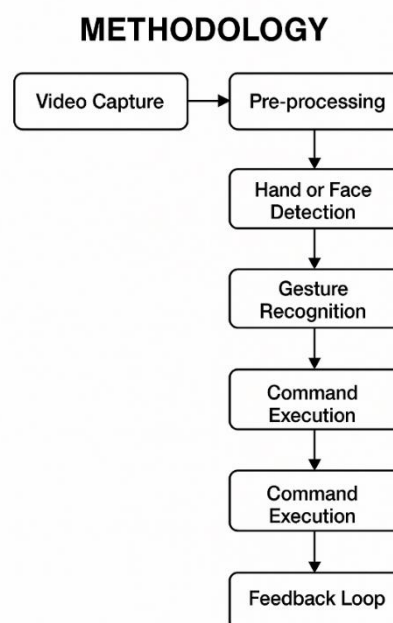 METHODOLOGY
Video Capture
Pre-processing
Hand or Face
Detection
Gesture
Recognition
Command
Execution
Command
Execution
Feedback Loop